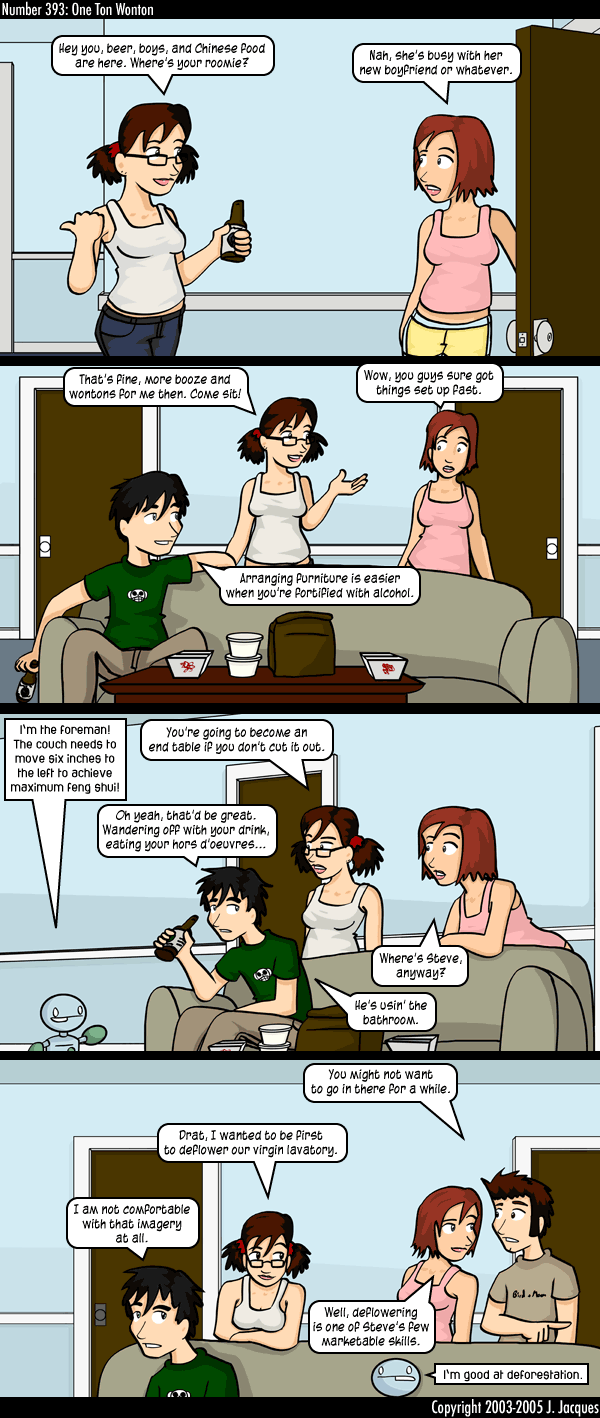 Number 393: One Ton Wonton
Hey you, beer, boys, and Chinese food
are here. Where's your roomie?
Nah, she's busy with her
new boyfriend or whatever.
That's fine, more booze and
wontons for me then. Come sit!
Wow, you guys sure got
things set up fast.
Arranging furniture is easier
when you're fortified with alcohol.
I'm the foreman!
The couch needs to
move six inches to
the left to achieve
maximum feng shui!
You're going to become an
end table if you don't cut it out.
Oh yeah, that'd be great.
Wandering off with your drink,
eating your hors d'oeuvres...
Where's Steve,
anyway?
He's usin' the
bathroom.
You might not want
to go in there for a while.
Drat, I wanted to be first
to deflower our virgin lavatory.
I am not comfortable
with that imagery
at all.
Well, deflowering
is one of Steve's few
marketable skills.
I'm good at deforestation.
Copyright 2003-2005 J. Jacques